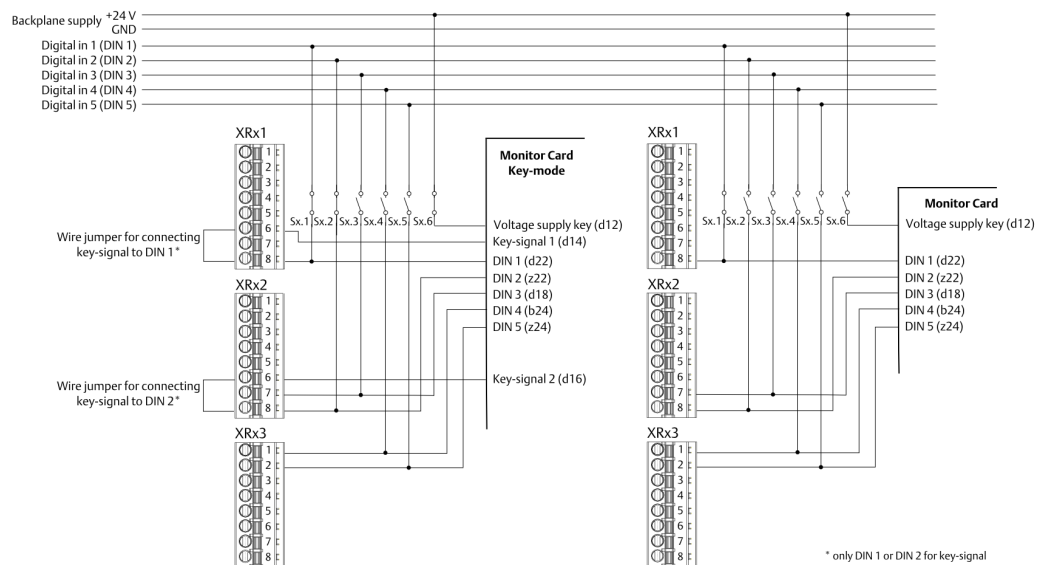 Backplane supply +24 V
GND
Digital in 1 (DIN 1)
Digital in 2 (DIN 2)
Digital in 3 (DIN 3)
Digital in 4 (DIN 4)
Digital in 5 (DIN 5)
XRx1
1
2
3
4
5
6
7
8
Sx.1 Sx.2 Sx.3 Sx.4 Sx.5 Sx.6
Wire jumper for connecting
key-signal to DIN 1*
XRx2
1
2
3
4
5
6
7
8
Wire jumper for connecting
key-signal to DIN 2*
XRx3
1
2
3
4
5
6
7
8
Monitor Card
Key-mode
Voltage supply key (d12)
Key-signal 1 (d14)
DIN 1 (d22)
DIN 2 (z22)
DIN 3 (d18)
DIN 4 (b24)
DIN 5 (z24)
Key-signal 2 (d16)
XRx1
1
2
3
4
5
6
7
8
Sx.1 Sx.2 Sx.3 Sx.4 Sx.5 Sx.6
XRx2
1
2
3
4
5
6
7
8
XRx3
1
2
3
4
5
6
7
8
Monitor Card
Voltage supply key (d12)
DIN 1 (d22)
DIN 2 (z22)
DIN 3 (d18)
DIN 4 (b24)
DIN 5 (z24)
* only DIN 1 or DIN 2 for key-signal